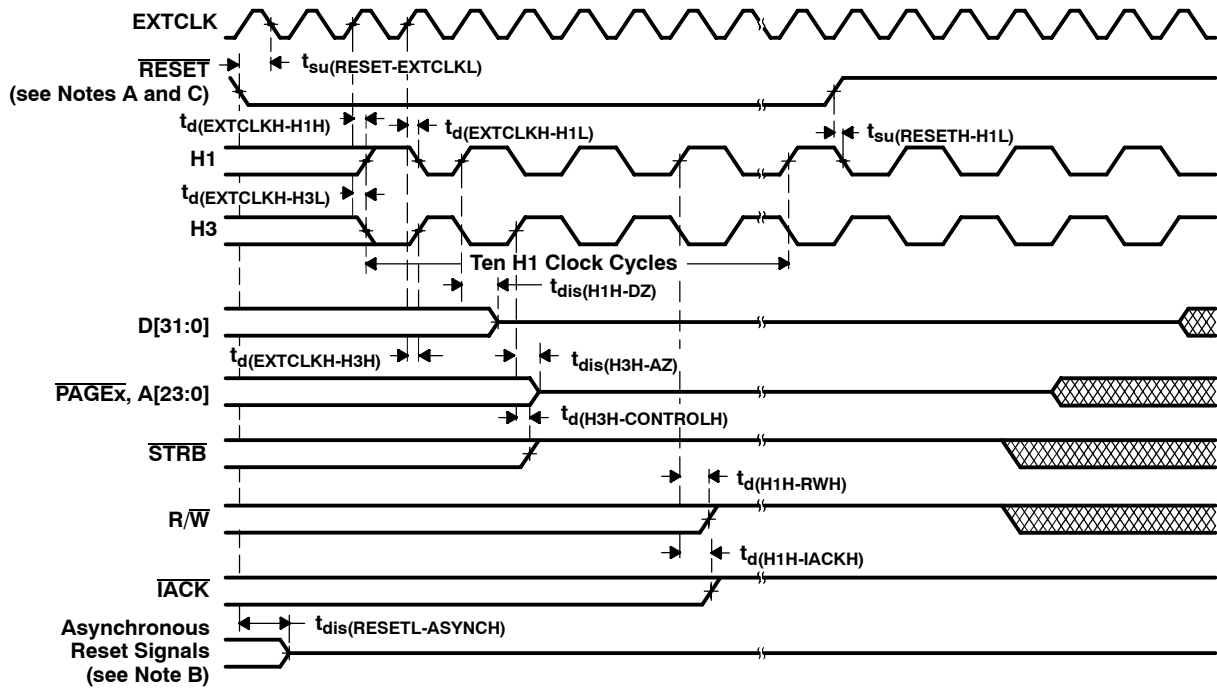 EXTCLK
tsu(RESET-EXTCLKL)
RESET
(see Notes A and C)
td(EXTCLKH-H1H)
td(EXTCLKH-H1L)
tsu(RESETH-H1L)
H1
td(EXTCLKH-H3L)
H3
Ten H1 Clock Cycles
tdis(H1H-DZ)
D[31:0]
td(EXTCLKH-H3H)
tdis(H3H-AZ)
PAGEx, A[23:0]
td(H3H-CONTROLH)
STRB
td(H1H-RWH)
R/W
td(H1H-IACKH)
IACK
tdis(RESETL-ASYNCH)
Asynchronous
Reset Signals
(see Note B)